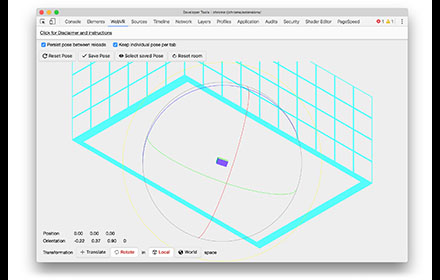 Developer Tools - chrome://chrome/extensions/
Elements Console WebVR Sources Network Timeline Profiles Application Security Audits Shader Editor PageSpeed 1 1
Click for Disclaimer and Instructions
Persist pose between reloads Keep individual pose per tab
Reset Pose Save Pose Select saved Pose Reset room
Position 0.00 0.00 0.00
Orientation -0.22 0.37 0.90 0
Transformation Translate Rotate in Local World space